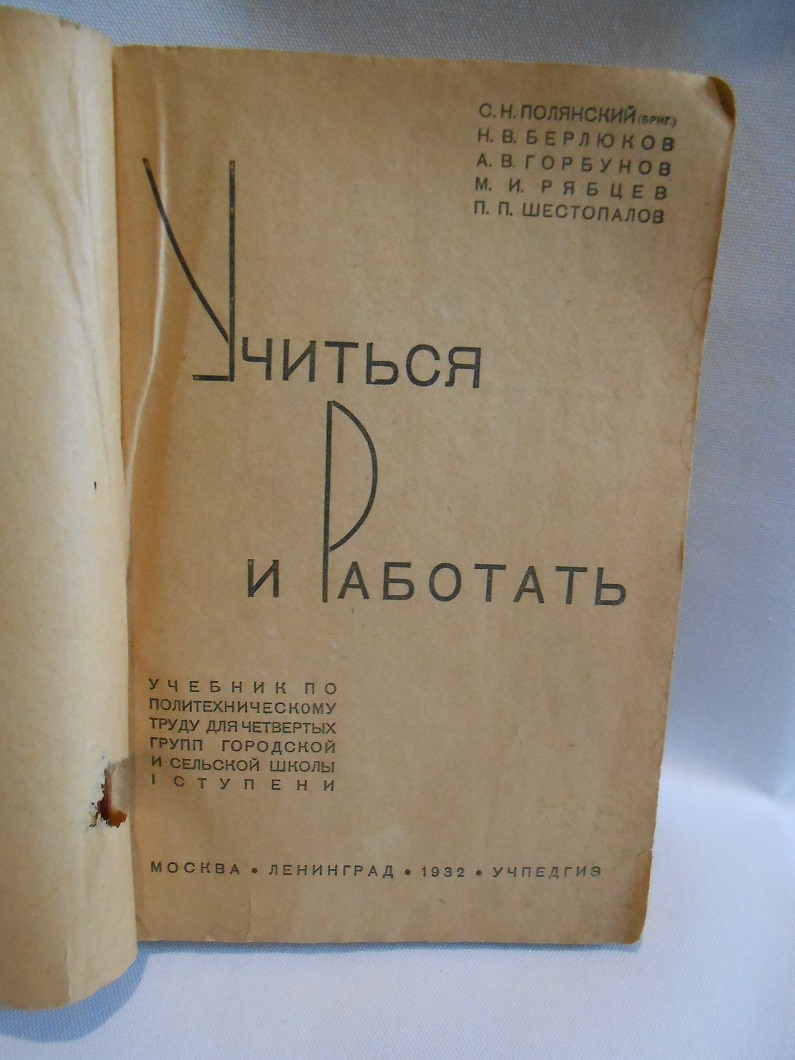 С. Н. ПОЛЯНСКИЙ (БРИГ.)
Н. В. БЕРЛЮКОВ
А. В. ГОРБУНОВ
М. И. РЯБЦЕВ
П. П. ШЕСТОПАЛОВ
УЧИТЬСЯ
И РАБОТАТЬ
УЧЕБНИК ПО
ПОЛИТЕХНИЧЕСКОМУ
ТРУДУ ДЛЯ ЧЕТВЕРТЫХ
ГРУПП ГОРОДСКОЙ
И СЕЛЬСКОЙ ШКОЛЫ
I СТУПЕНИ
МОСКВА • ЛЕНИНГРАД • 1932 • УЧПЕДГИЗ